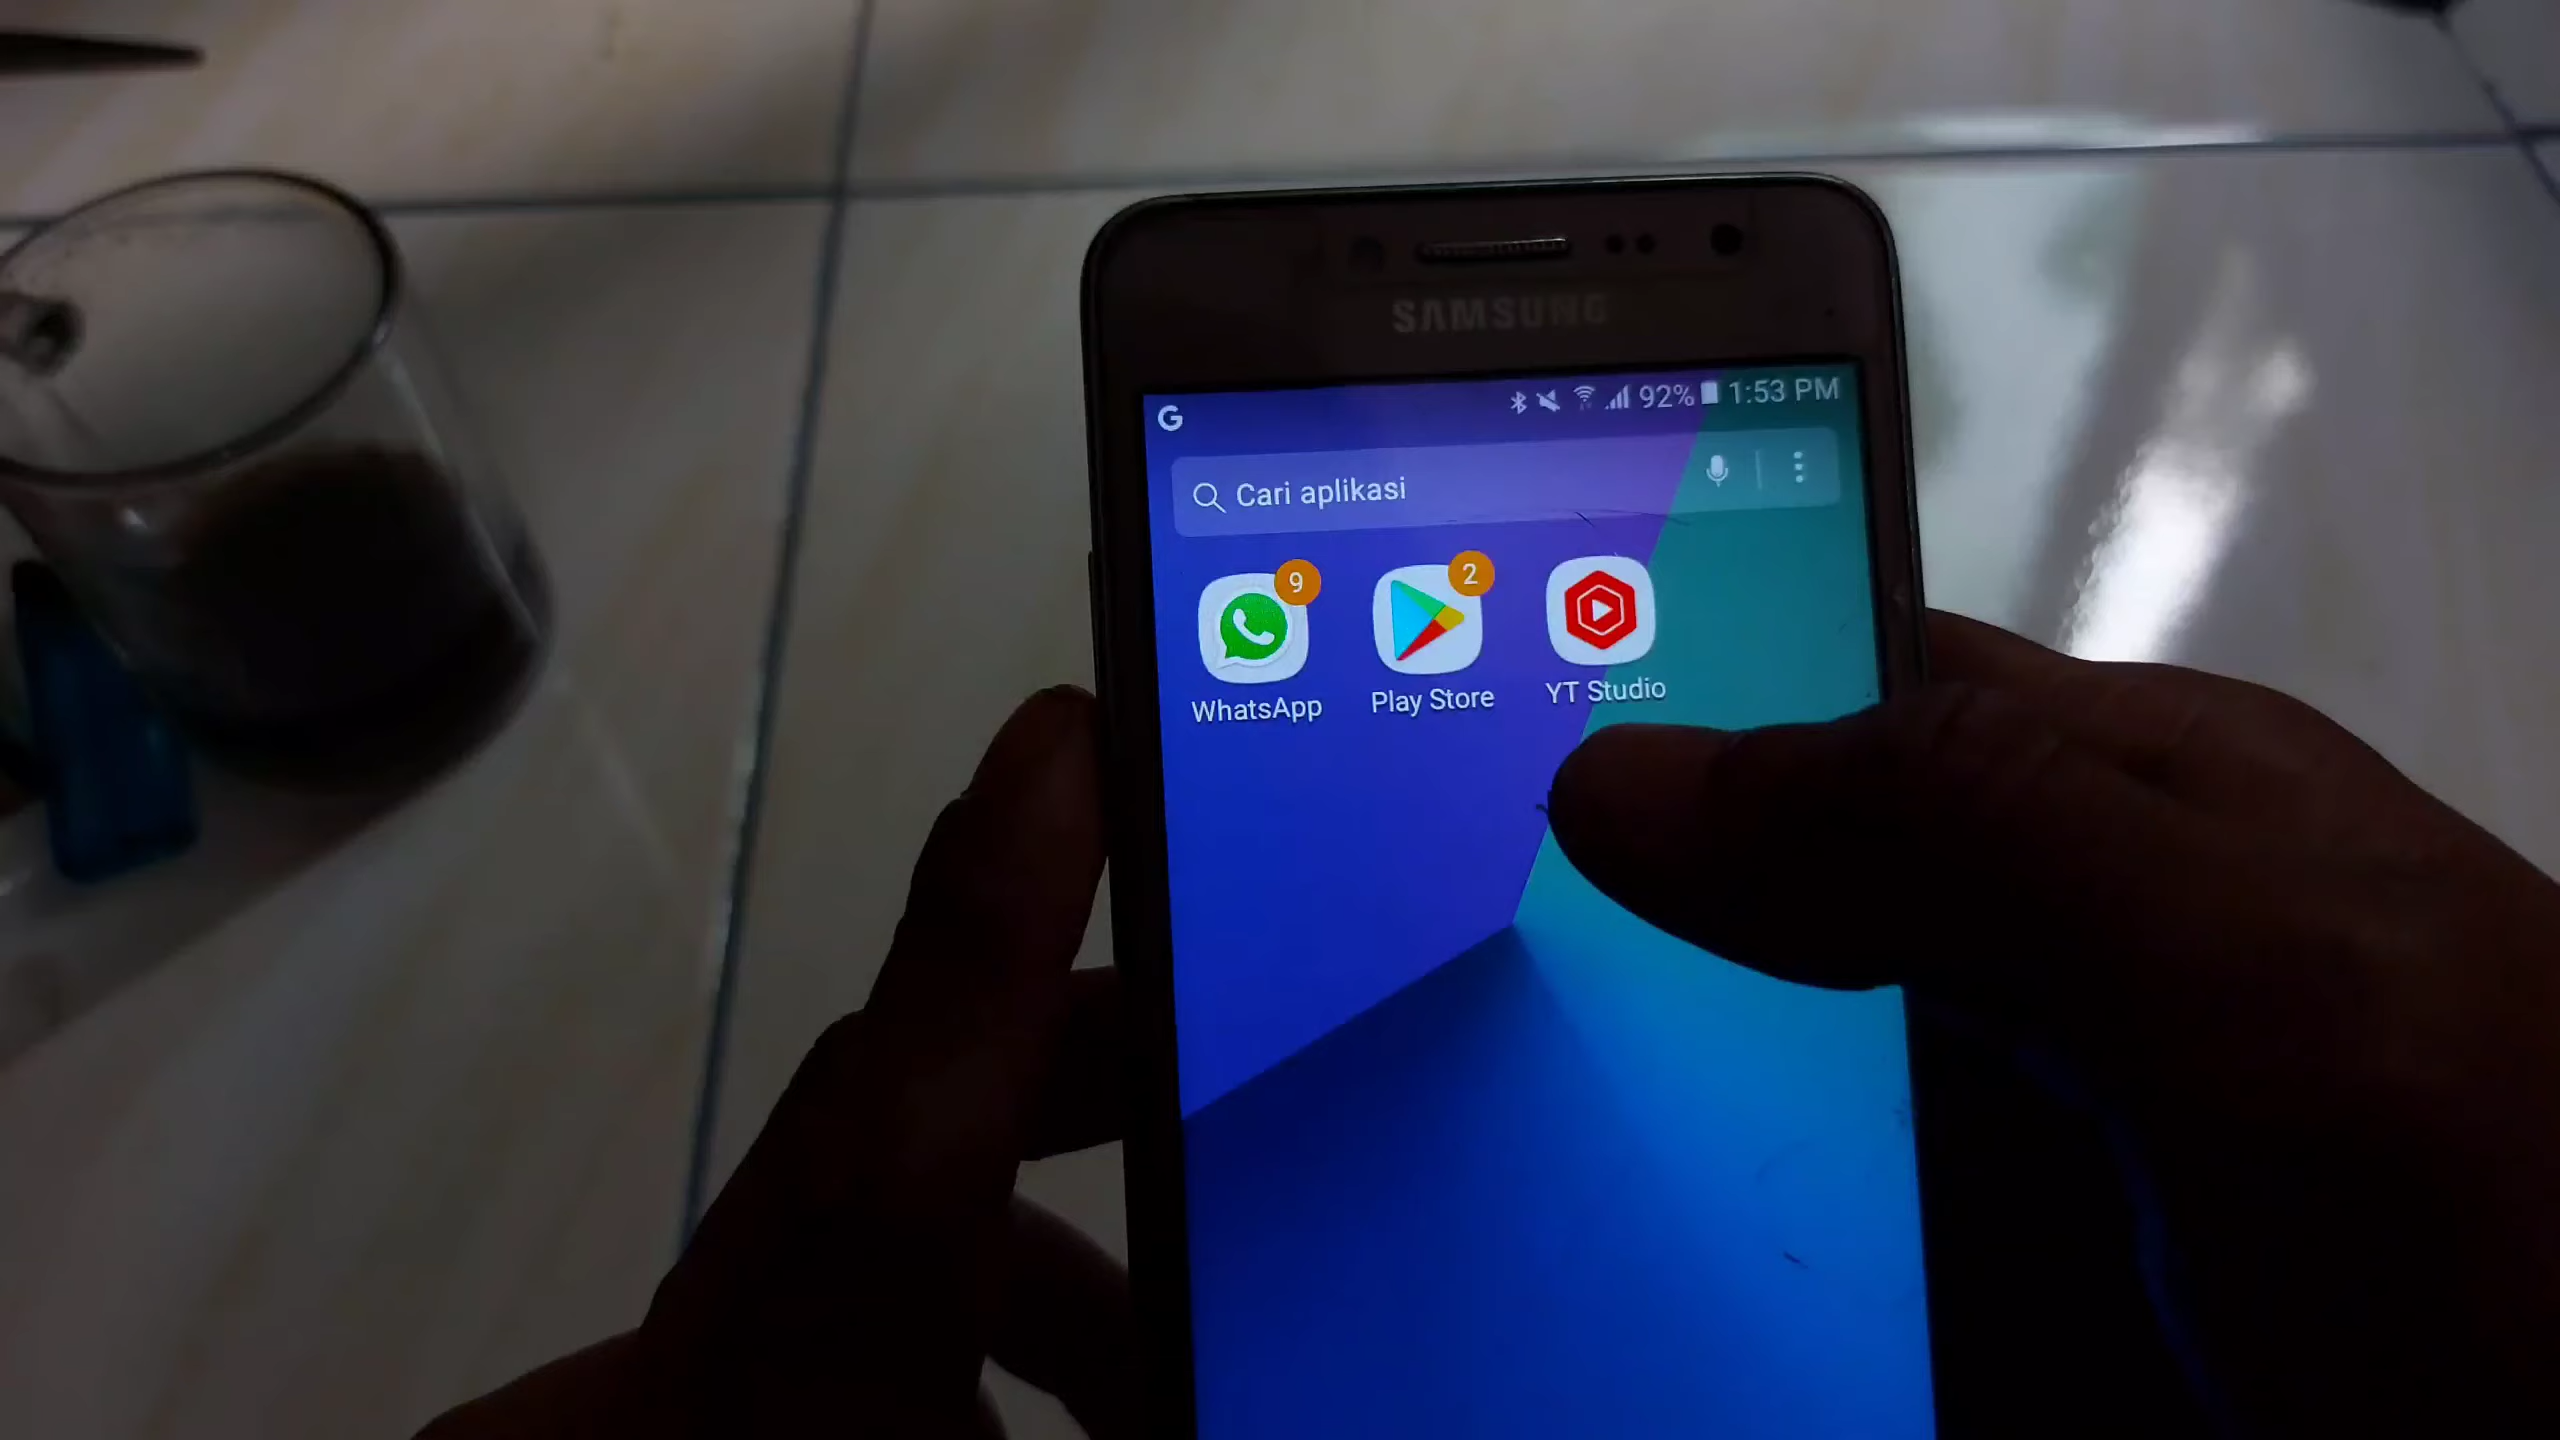 SAMSUNG
G 92% 1:53 PM
Cari aplikasi
9 2
WhatsApp Play Store YT Studio